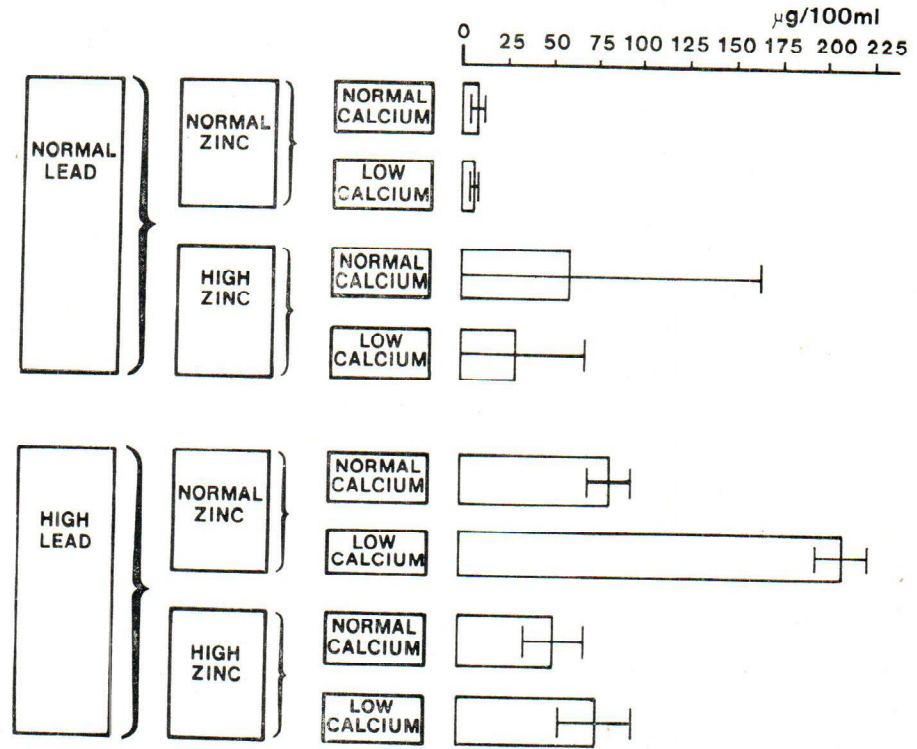 μg/100ml
0 25 50 75 100 125 150 175 200 225
NORMAL
LEAD
NORMAL
ZINC
NORMAL
CALCIUM
LOW
CALCIUM
HIGH
ZINC
NORMAL
CALCIUM
LOW
CALCIUM
HIGH
LEAD
NORMAL
ZINC
NORMAL
CALCIUM
LOW
CALCIUM
HIGH
ZINC
NORMAL
CALCIUM
LOW
CALCIUM